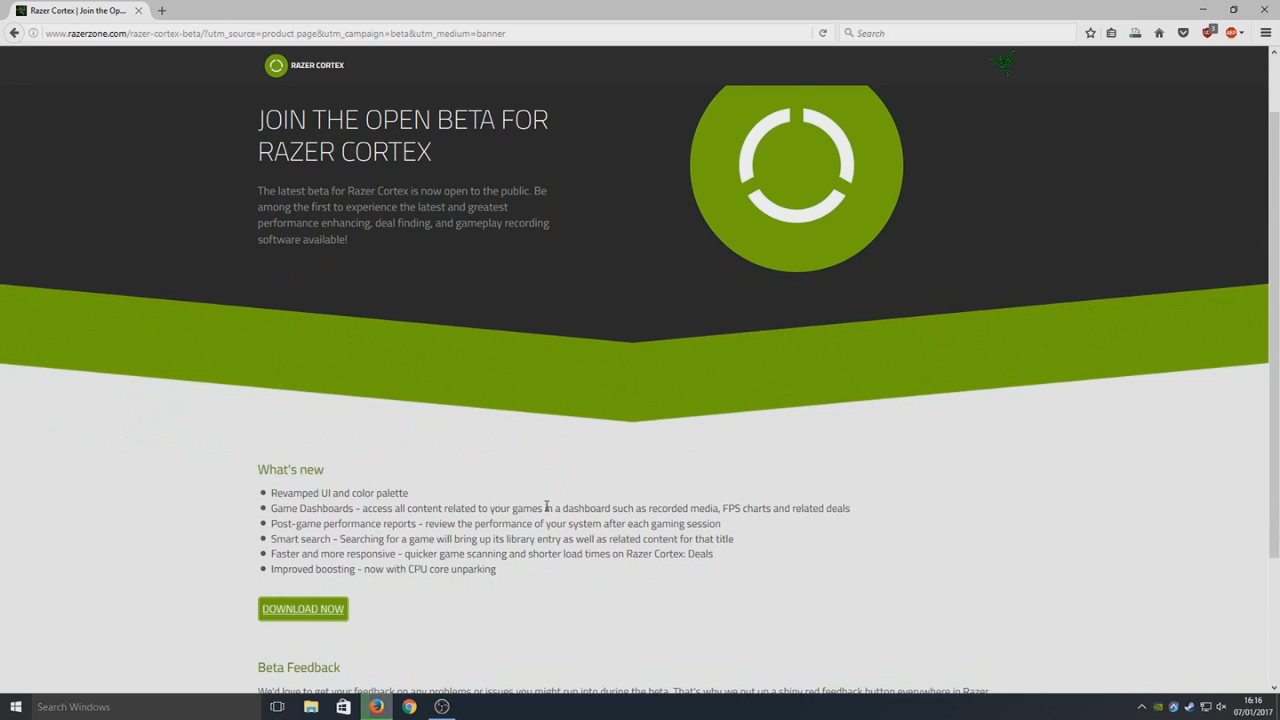 Razer Cortex | Join the Op...
www.razerzone.com/razer-cortex-beta/?utm_source=product page&utm_campaign=beta&utm_medium=banner
Search
3
ABP
RAZER CORTEX
JOIN THE OPEN BETA FOR
RAZER CORTEX
The latest beta for Razer Cortex is now open to the public. Be
among the first to experience the latest and greatest
performance enhancing, deal finding, and gameplay recording
software available!
What's new
Revamped UI and color palette
Game Dashboards - access all content related to your games in a dashboard such as recorded media, FPS charts and related deals
Post-game performance reports - review the performance of your system after each gaming session
Smart search - Searching for a game will bring up its library entry as well as related content for that title
Faster and more responsive - quicker game scanning and shorter load times on Razer Cortex: Deals
Improved boosting - now with CPU core unparking
DOWNLOAD NOW
Beta Feedback
We'd love to get your feedback on any problems or issues you might run into during the beta. That's why we put up a shiny red feedback button everywhere in Razer
Search Windows
16:16
07/01/2017